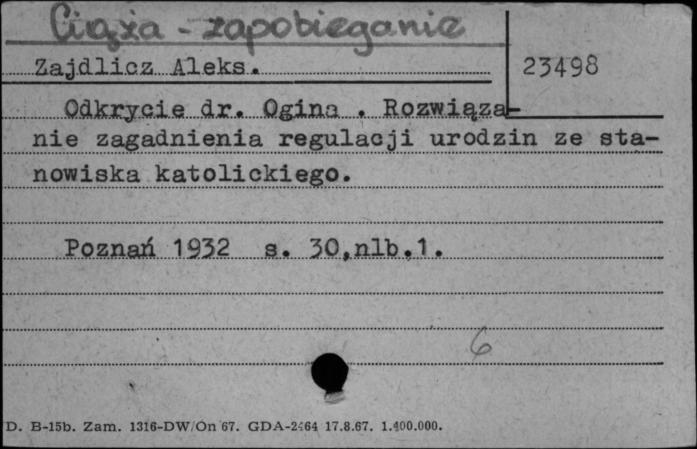 Ciąża - zapobieganie
Zajdlicz Aleks.
23498
Odkrycie dr. Ogina . Rozwiąza-
nie zagadnienia regulacji urodzin ze sta-
nowiska katolickiego.
Poznań 1932 s. 30,nlb.1.
6
D. B-15b. Zam. 1316-DW/On 67. GDA-2464 17.8.67. 1.400.000.